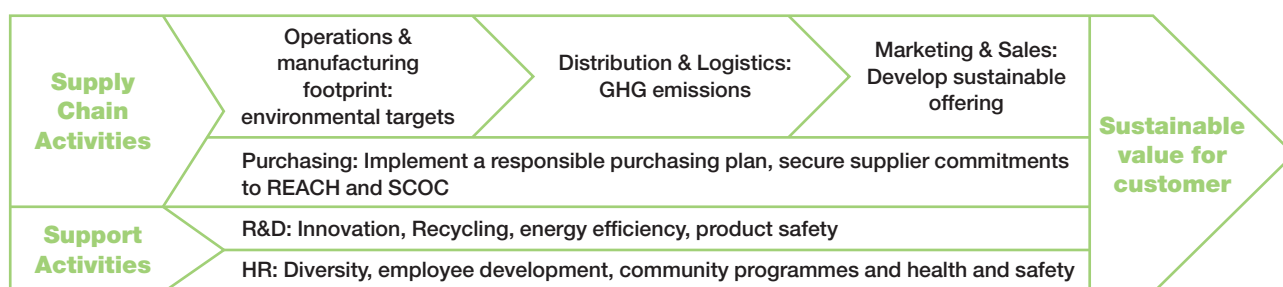 Supply
Chain
Activities
Operations &
manufacturing
footprint:
environmental targets
Distribution & Logistics:
GHG emissions
Marketing & Sales:
Develop sustainable
offering
Purchasing: Implement a responsible purchasing plan, secure supplier commitments
to REACH and SCOC
Support
Activities
R&D: Innovation, Recycling, energy efficiency, product safety
HR: Diversity, employee development, community programmes and health and safety
Sustainable
value for
customer